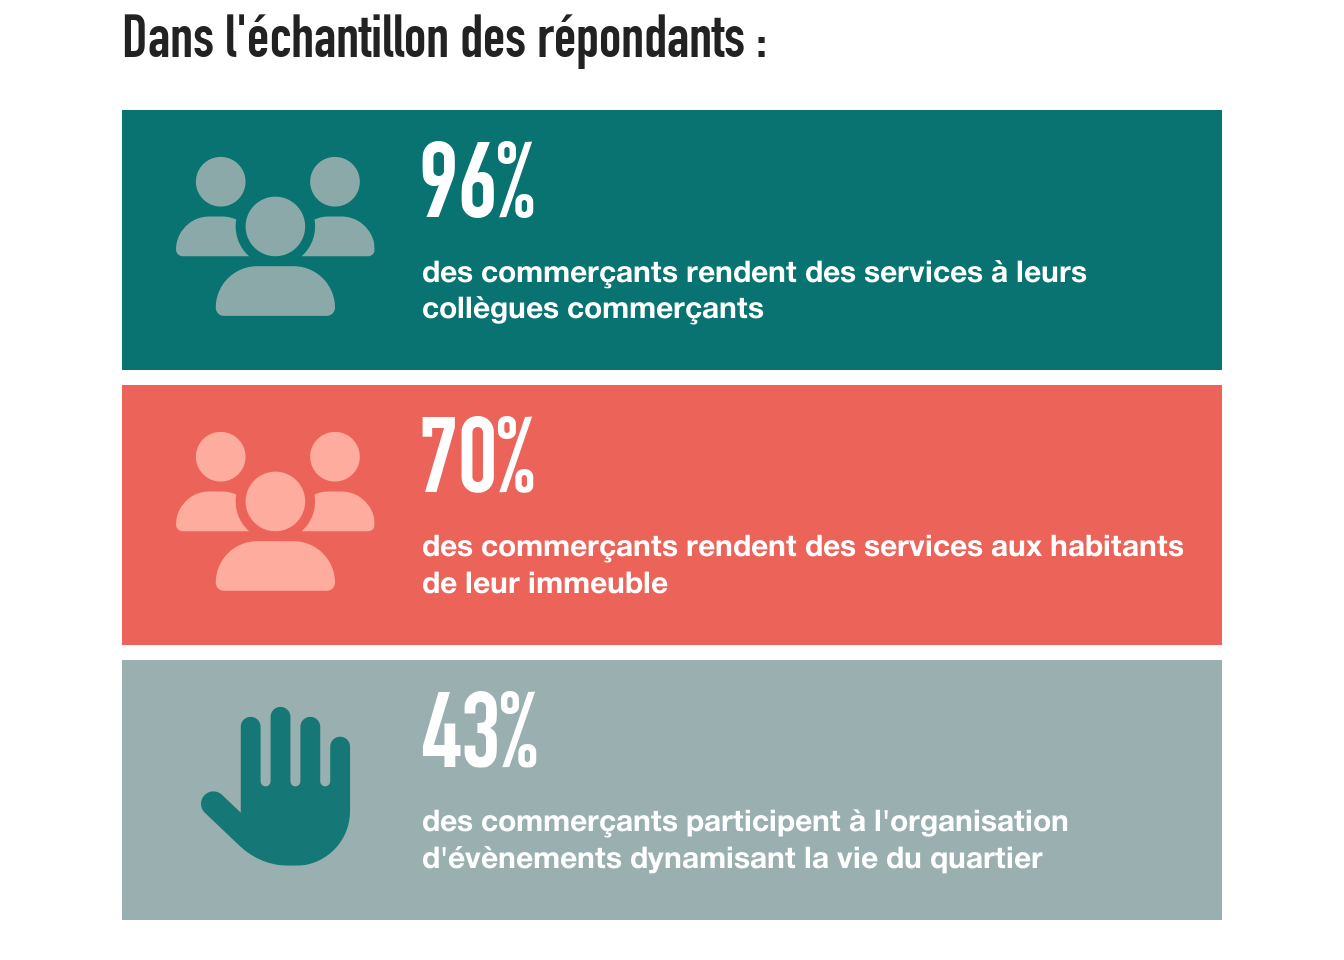 Dans l'échantillon des répondants :
96%
des commerçants rendent des services à leurs
collègues commerçants
70%
des commerçants rendent des services aux habitants
de leur immeuble
43%
des commerçants participent à l'organisation
d'évènements dynamisant la vie du quartier